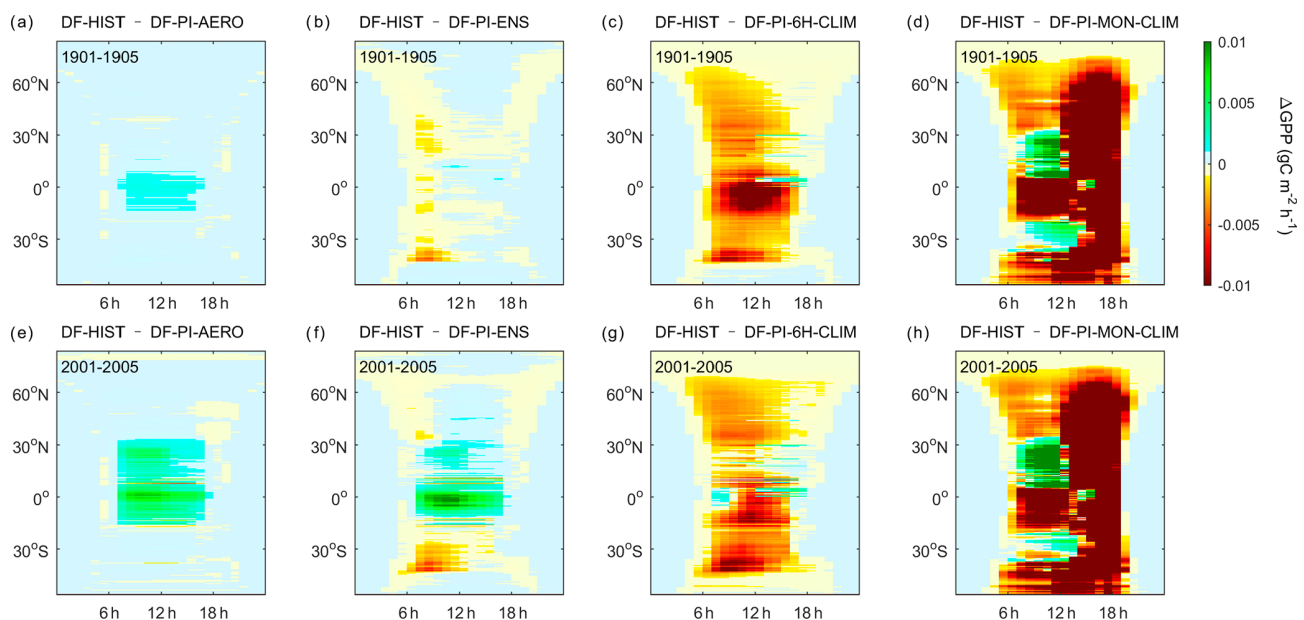 (a) DF-HIST - DF-PI-AERO
(b) DF-HIST - DF-PI-ENS
(c) DF-HIST - DF-PI-6H-CLIM
(d) DF-HIST - DF-PI-MON-CLIM
1901-1905
1901-1905
1901-1905
1901-1905
60°N
30°N
0°
30°S
6 h 12 h 18 h
60°N
30°N
0°
30°S
6 h 12 h 18 h
60°N
30°N
0°
30°S
6 h 12 h 18 h
60°N
30°N
0°
30°S
6 h 12 h 18 h
0.01
0.005
0
-0.005
-0.01
ΔGPP (gC m⁻² h⁻¹)
(e) DF-HIST - DF-PI-AERO
(f) DF-HIST - DF-PI-ENS
(g) DF-HIST - DF-PI-6H-CLIM
(h) DF-HIST - DF-PI-MON-CLIM
2001-2005
2001-2005
2001-2005
2001-2005
60°N
30°N
0°
30°S
6 h 12 h 18 h
60°N
30°N
0°
30°S
6 h 12 h 18 h
60°N
30°N
0°
30°S
6 h 12 h 18 h
60°N
30°N
0°
30°S
6 h 12 h 18 h